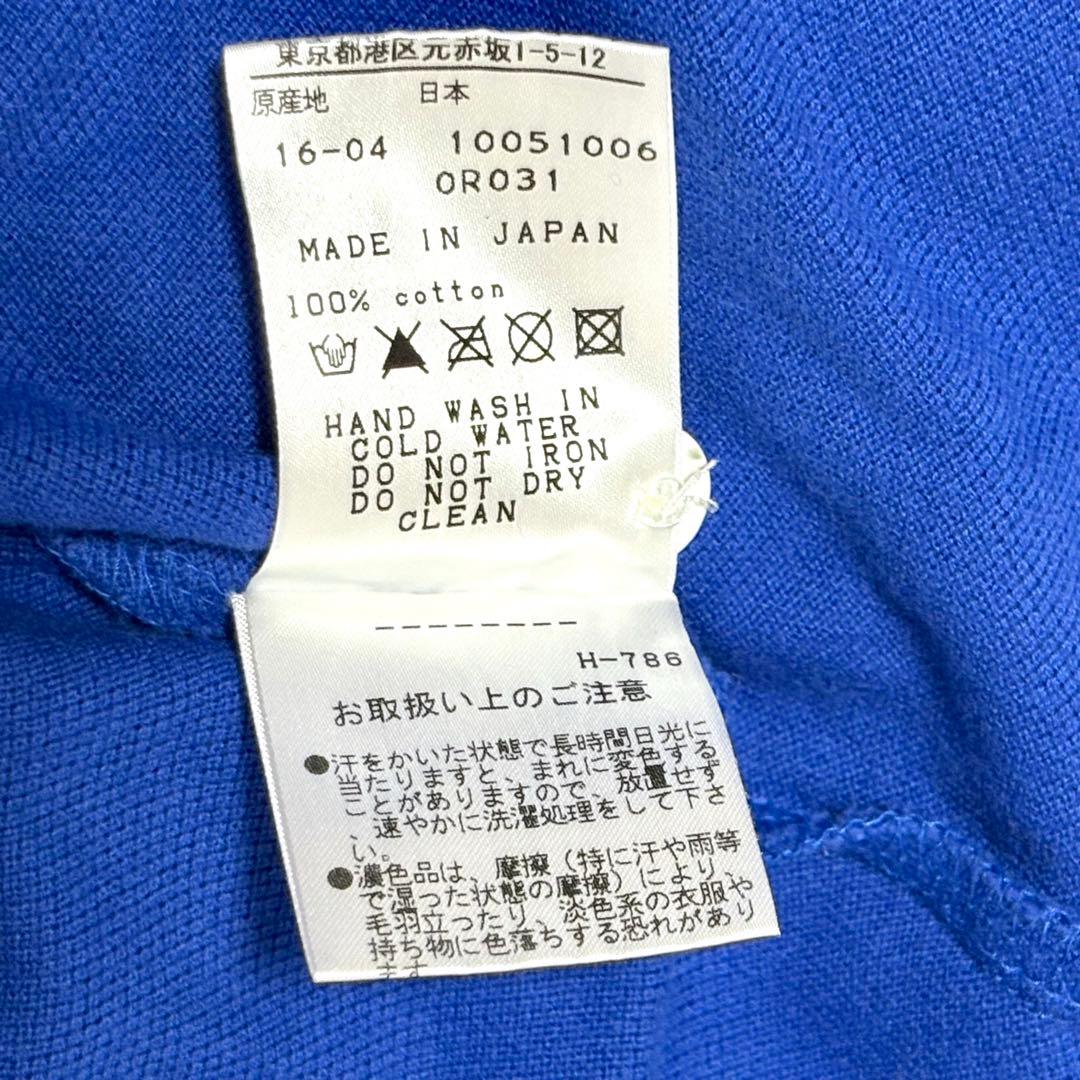 東京都港区元赤坂1-5-12
原産地 日本
16-04 10051006
0R031
MADE IN JAPAN
100% cotton
HAND WASH IN
COLD WATER
DO NOT IRON
DO NOT DRY
CLEAN
---------
H-786
お取扱い上のご注意
●汗をかいた状態で長時間日光に
当たりますと、まれに変色する
ことがありますので、放置せず
、速やかに洗濯処理をして下さ
い。
●濃色品は、摩擦(特に汗や雨等
で湿った状態の摩擦)により、
毛羽立ったり、淡色系の衣服や
持ち物に色落ちする恐れがあり